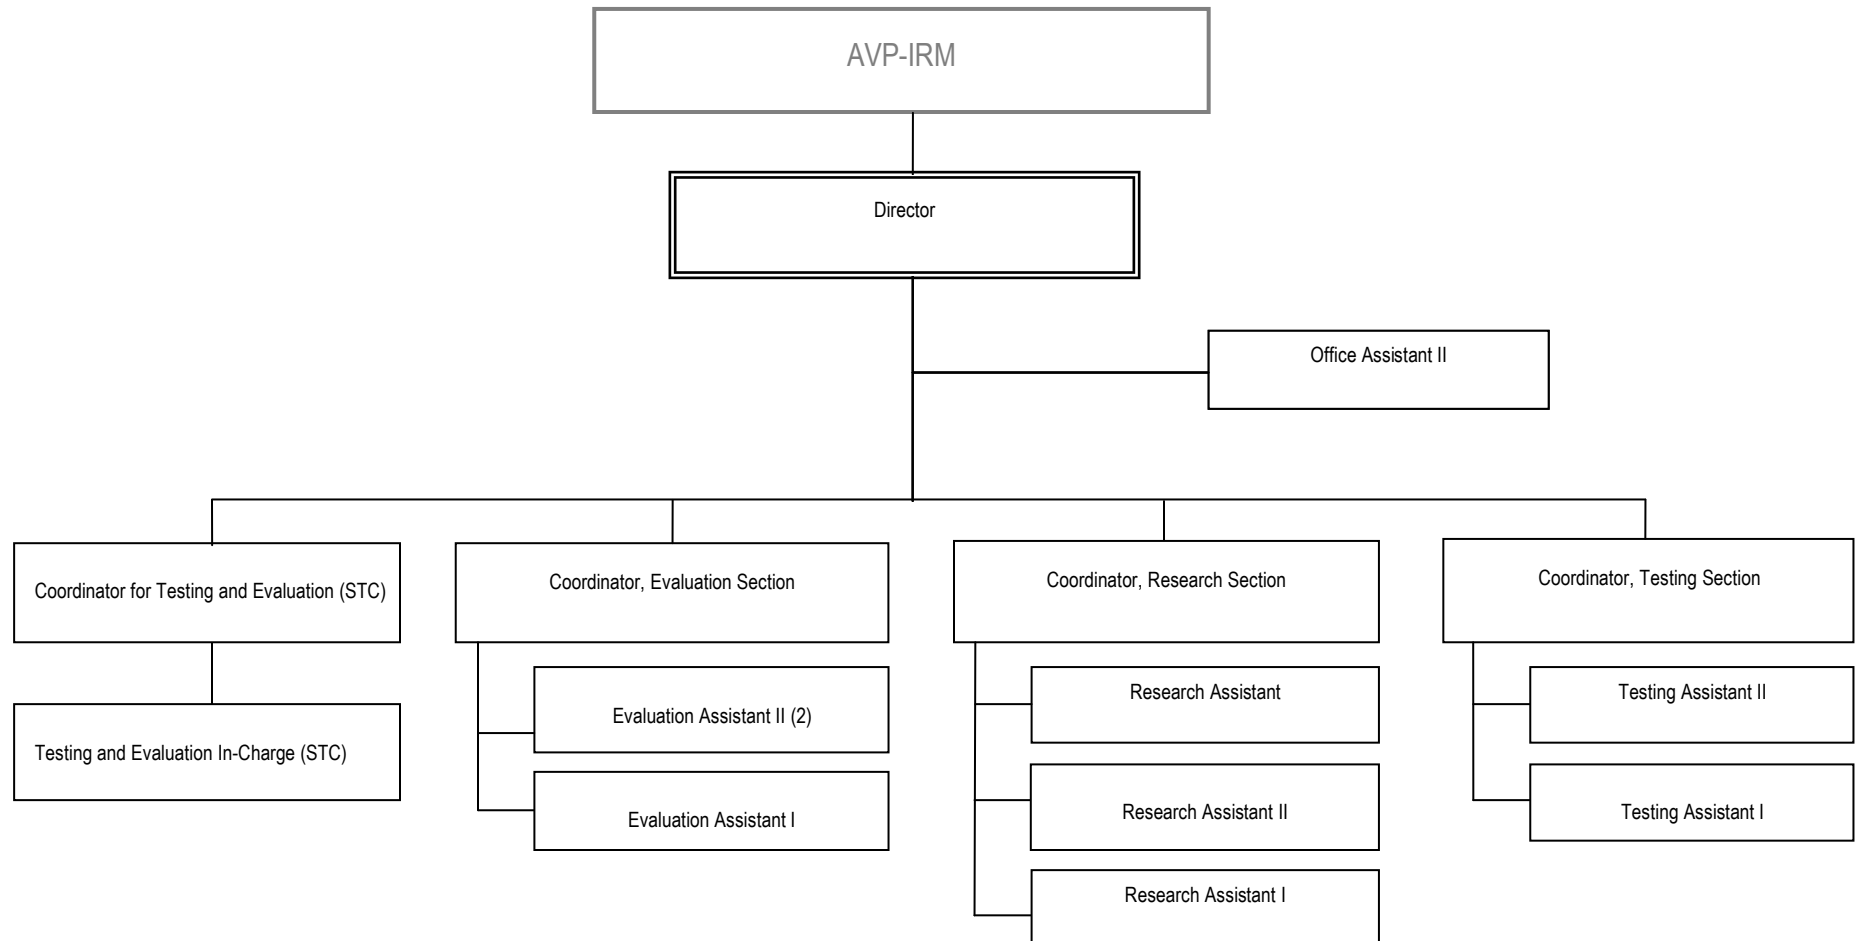 AVP-IRM
Director
Office Assistant II
Coordinator for Testing and Evaluation (STC)
Coordinator, Evaluation Section
Coordinator, Research Section
Coordinator, Testing Section
Testing and Evaluation In-Charge (STC)
Evaluation Assistant II (2)
Evaluation Assistant I
Research Assistant
Research Assistant II
Research Assistant I
Testing Assistant II
Testing Assistant I